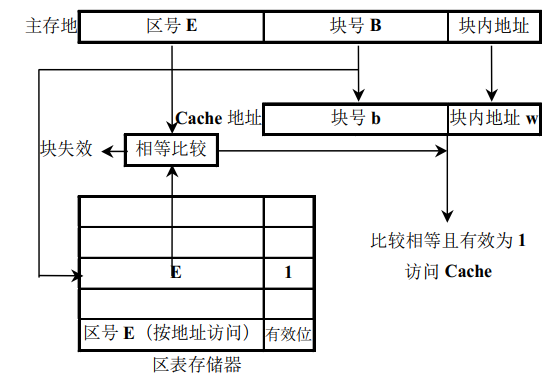 主存地 区号 E 块号 B 块内地址
Cache 地址 块号 b 块内地址 w
块失效 相等比较
比较相等且有效为 1
访问 Cache
E 1
区号 E（按地址访问） 有效位
区表存储器